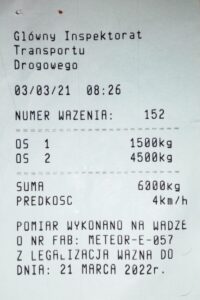 Główny Inspektorat
Transportu
Drogowego
03/03/21 08:26
NUMER WAZENIA: 152
OS 1 1500kg
OS 2 4500kg
SUMA 6000kg
PREDKOSC 4km/h
POMIAR WYKONANO NA WADZE
O NR FAB: METEOR-E-057
Z LEGALIZACJA WAZNA DO
DNIA: 21 MARCA 2022r.